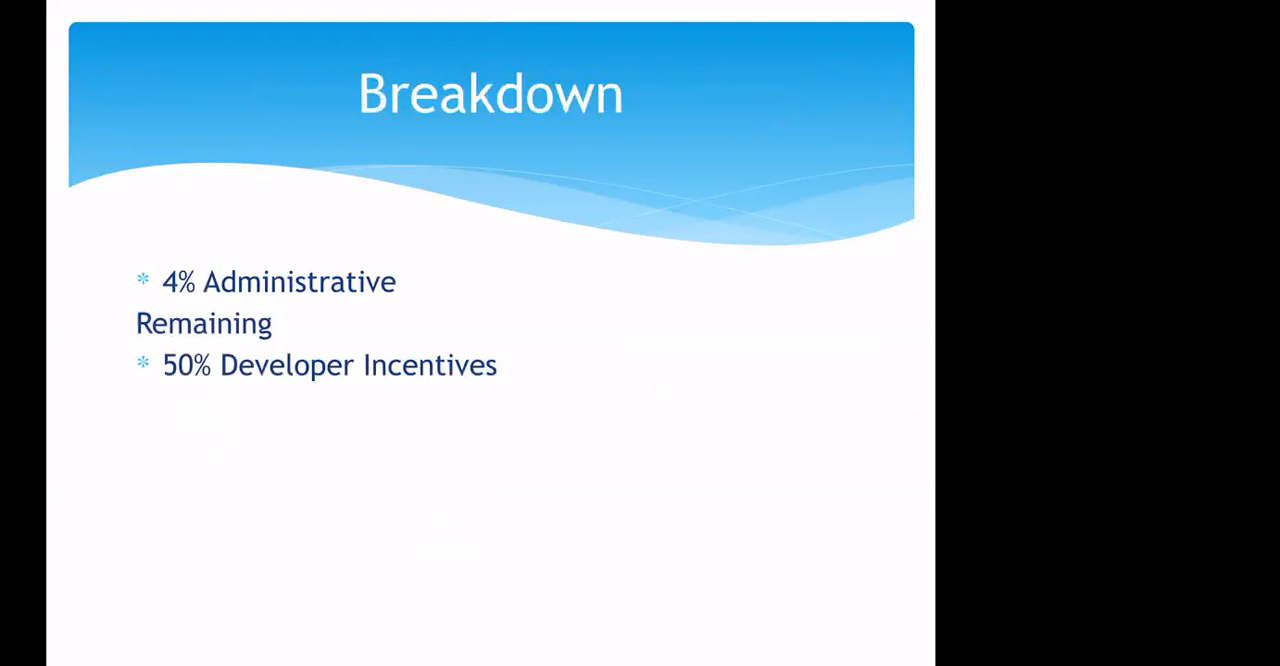 Breakdown
* 4% Administrative
Remaining
* 50% Developer Incentives